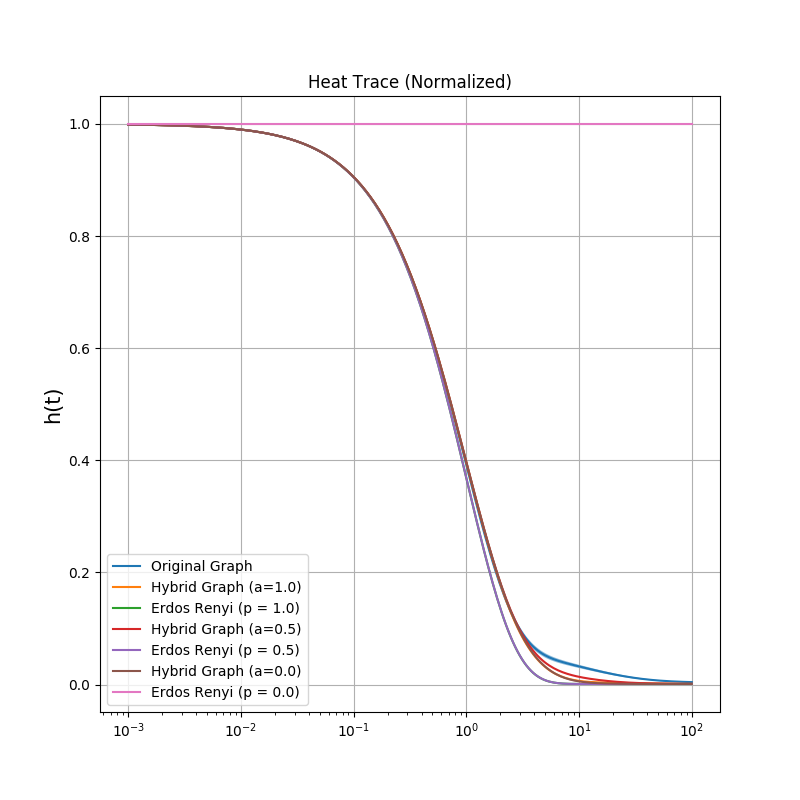 Heat Trace (Normalized)
1.0
0.8
0.6
0.4
0.2
0.0
h(t)
Original Graph
Hybrid Graph (a=1.0)
Erdos Renyi (p = 1.0)
Hybrid Graph (a=0.5)
Erdos Renyi (p = 0.5)
Hybrid Graph (a=0.0)
Erdos Renyi (p = 0.0)
10⁻³ 10⁻² 10⁻¹ 10⁰ 10¹ 10²